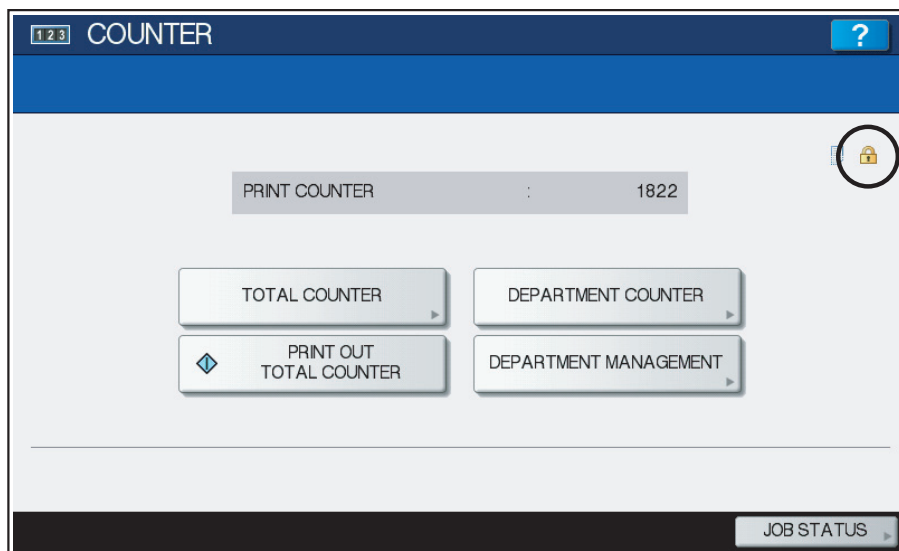 123 COUNTER ?
PRINT COUNTER : 1822
TOTAL COUNTER
DEPARTMENT COUNTER
PRINT OUT
TOTAL COUNTER
DEPARTMENT MANAGEMENT
JOB STATUS